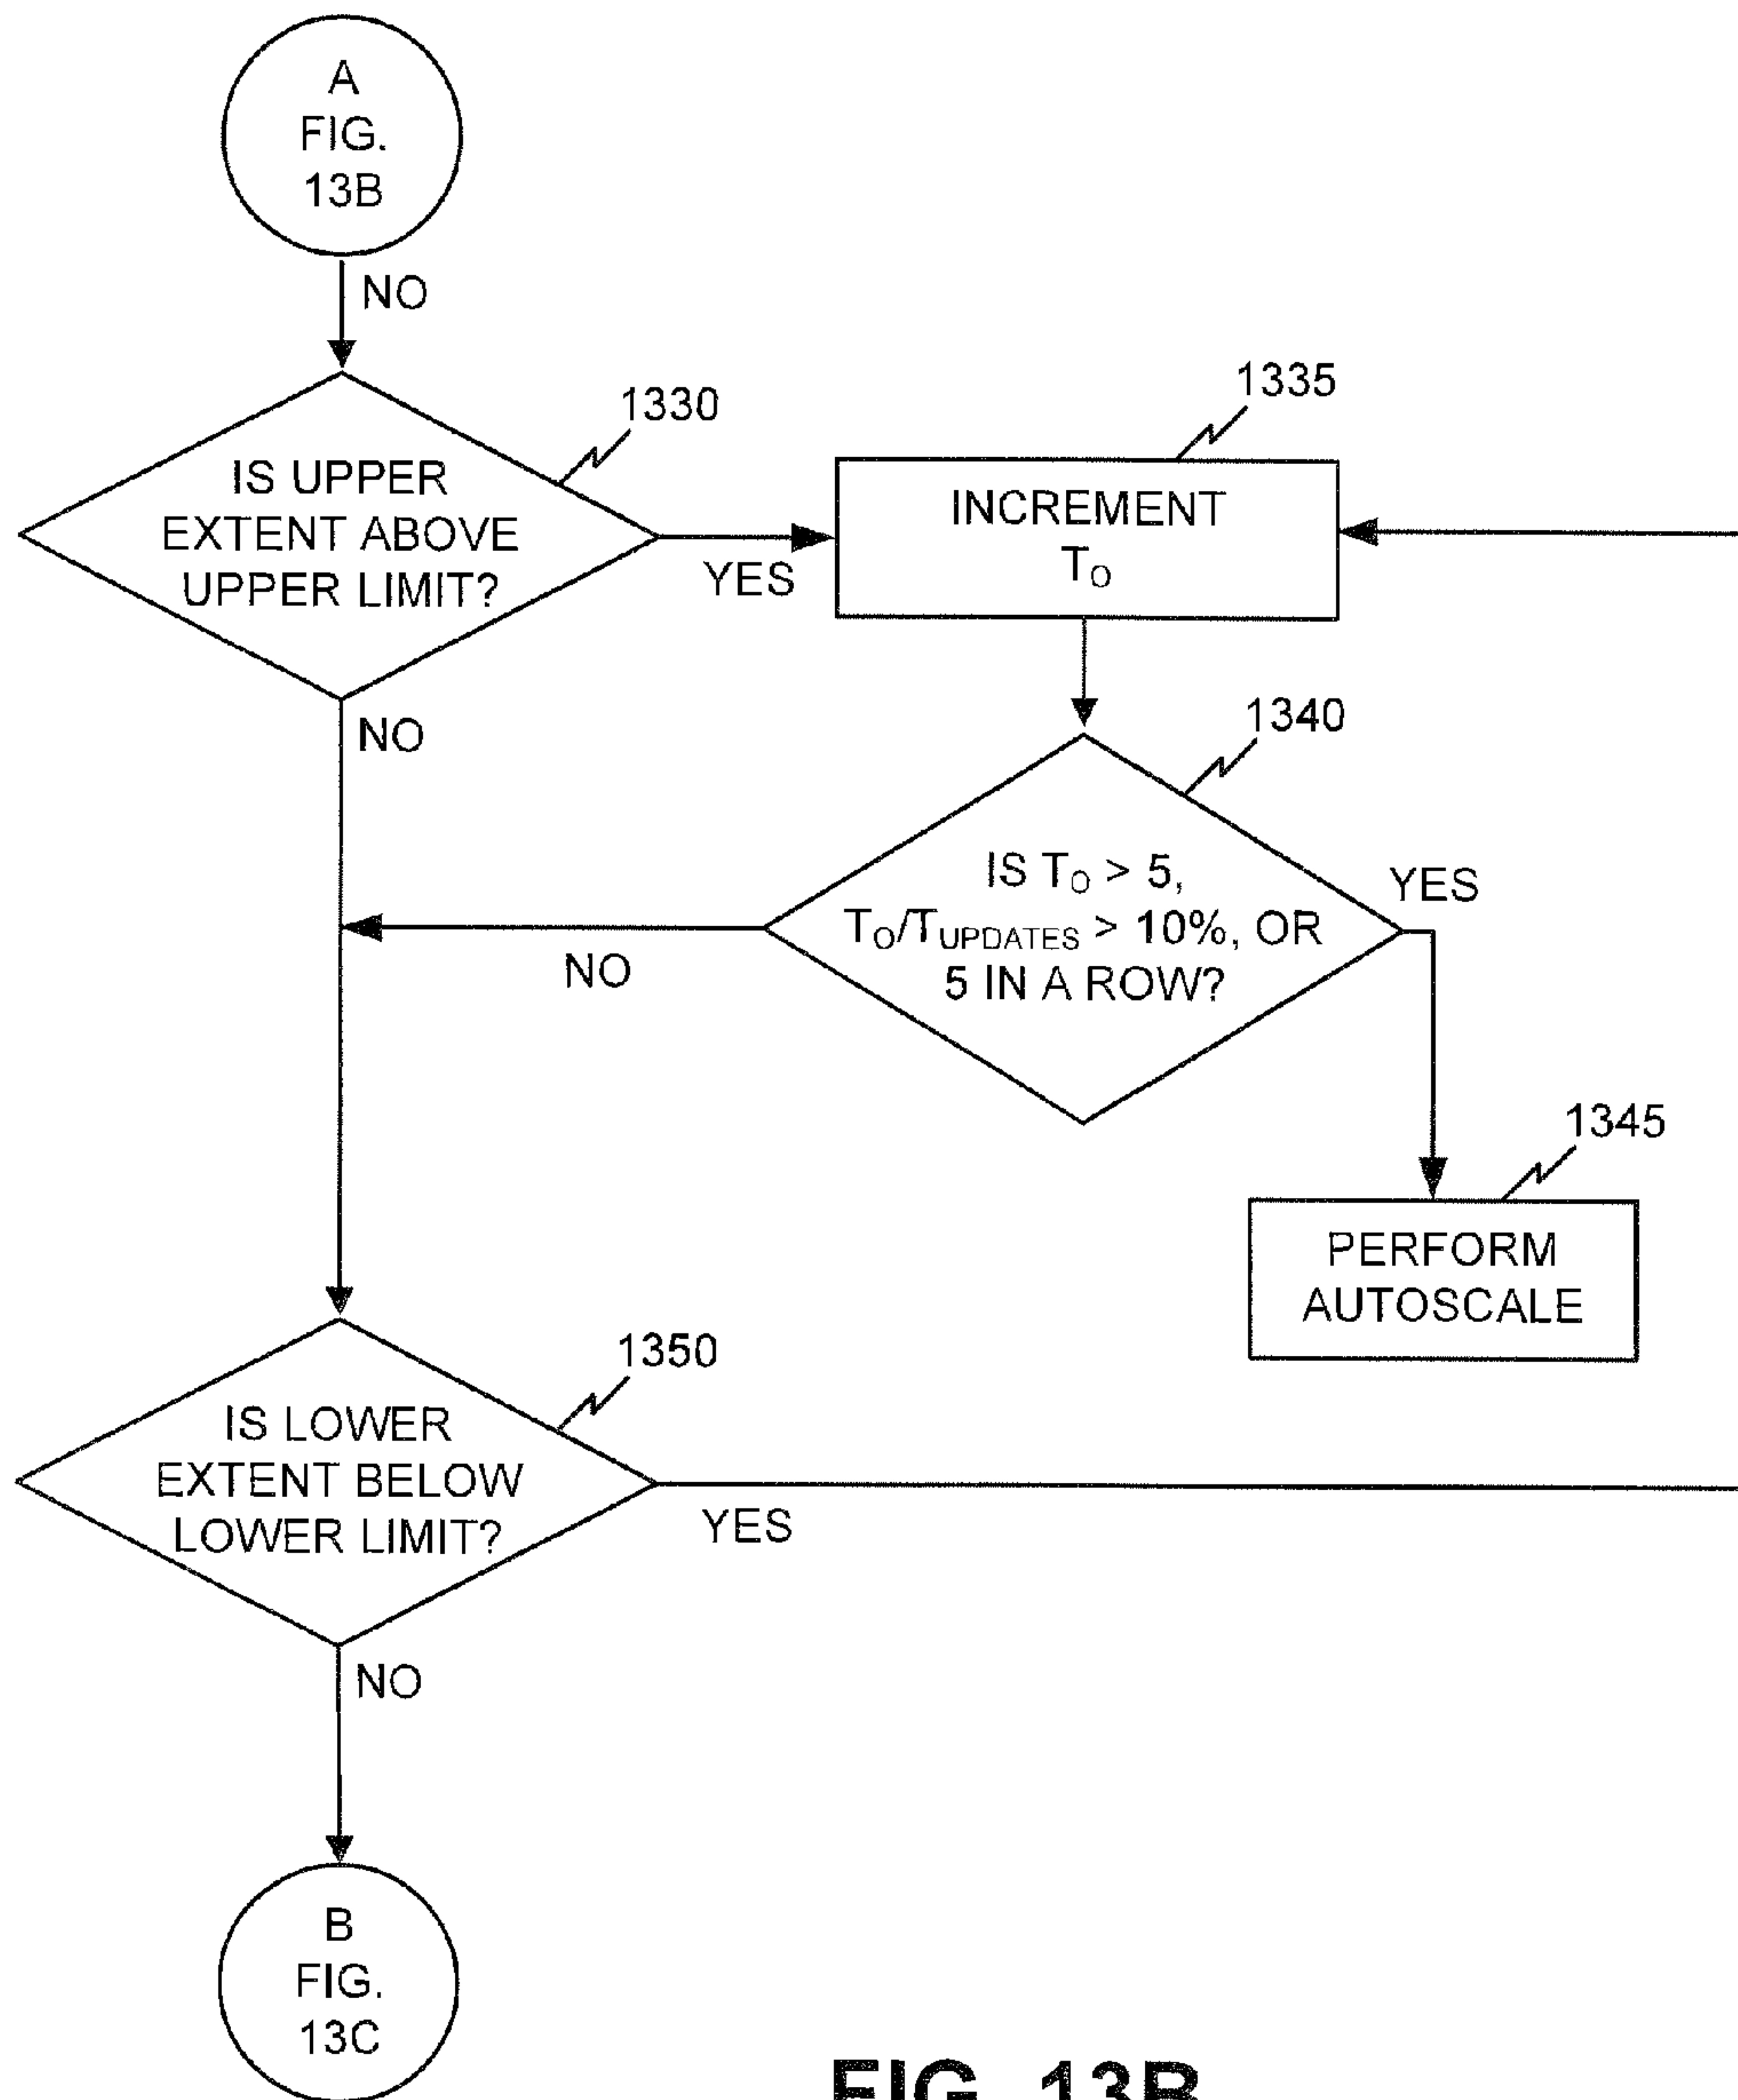 A
FIG.
13B
NO
1330
IS UPPER
EXTENT ABOVE
UPPER LIMIT?
YES
1335
INCREMENT
TO
NO
1340
IS TO > 5,
TO/TUPDATES > 10%, OR
5 IN A ROW?
YES
NO
1345
PERFORM
AUTOSCALE
1350
IS LOWER
EXTENT BELOW
LOWER LIMIT?
YES
NO
B
FIG.
13C
FIG. 13B